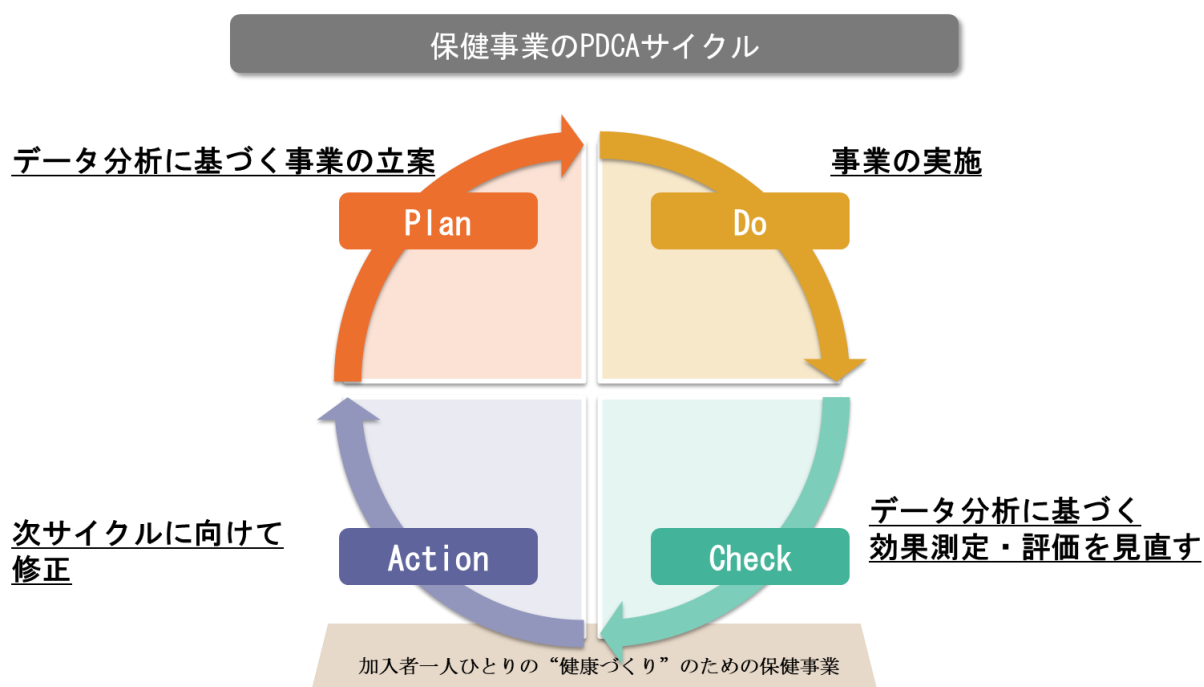 保健事業のPDCAサイクル
データ分析に基づく事業の立案
事業の実施
Plan
Do
次サイクルに向けて
修正
データ分析に基づく
効果測定・評価を見直す
Action
Check
加入者一人ひとりの“健康づくり”のための保健事業